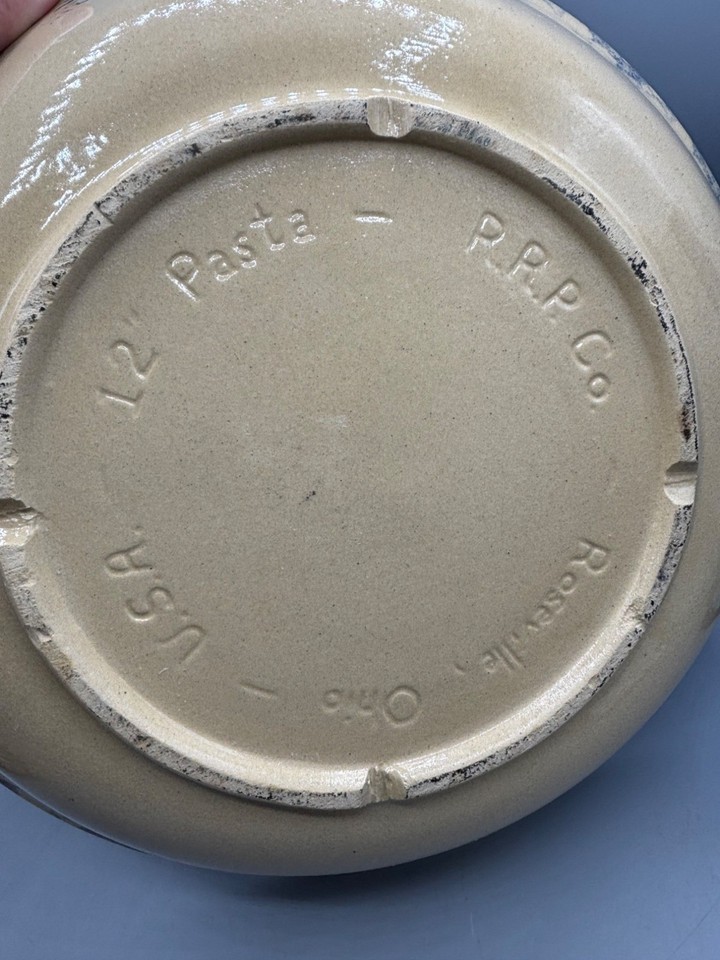 12" Pasta — R.R.P. Co.
Roseville, Ohio — U.S.A.